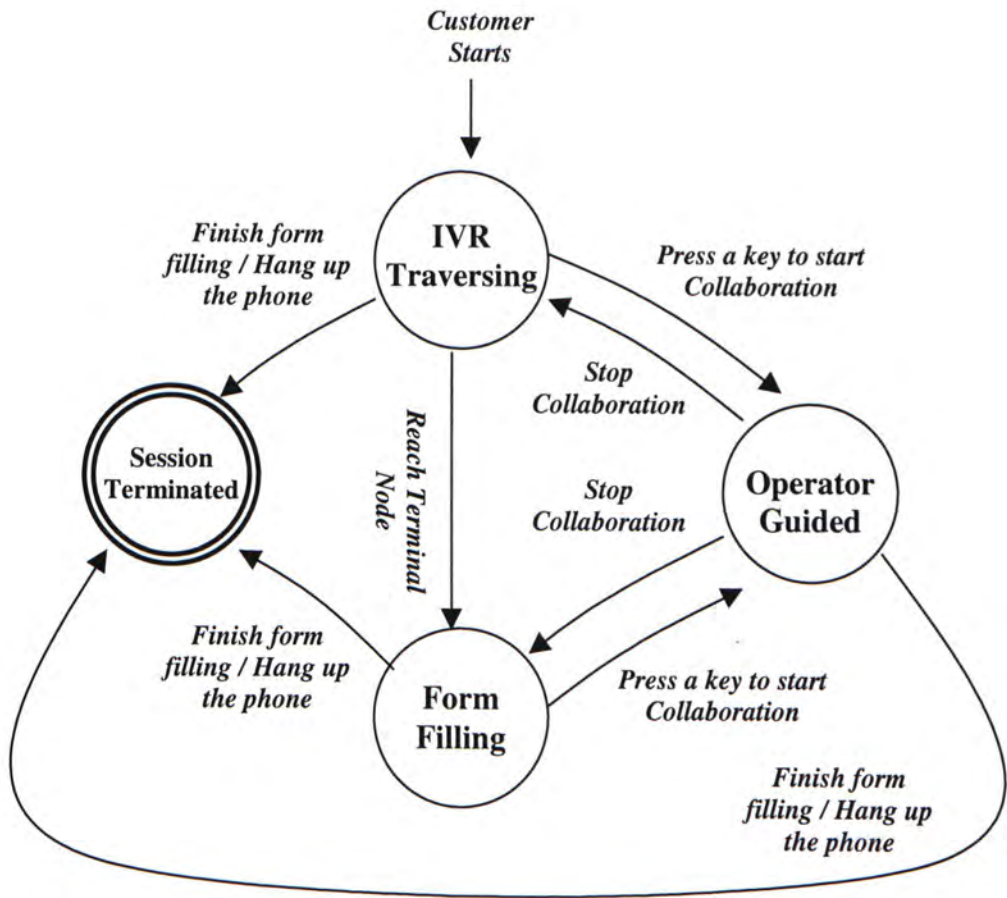 Customer
Starts
IVR
Traversing
Finish form
filling / Hang up
the phone
Press a key to start
Collaboration
Stop
Collaboration
Reach Terminal
Node
Session
Terminated
Stop
Collaboration
Operator
Guided
Finish form
filling / Hang up
the phone
Form
Filling
Press a key to start
Collaboration
Finish form
filling / Hang up
the phone